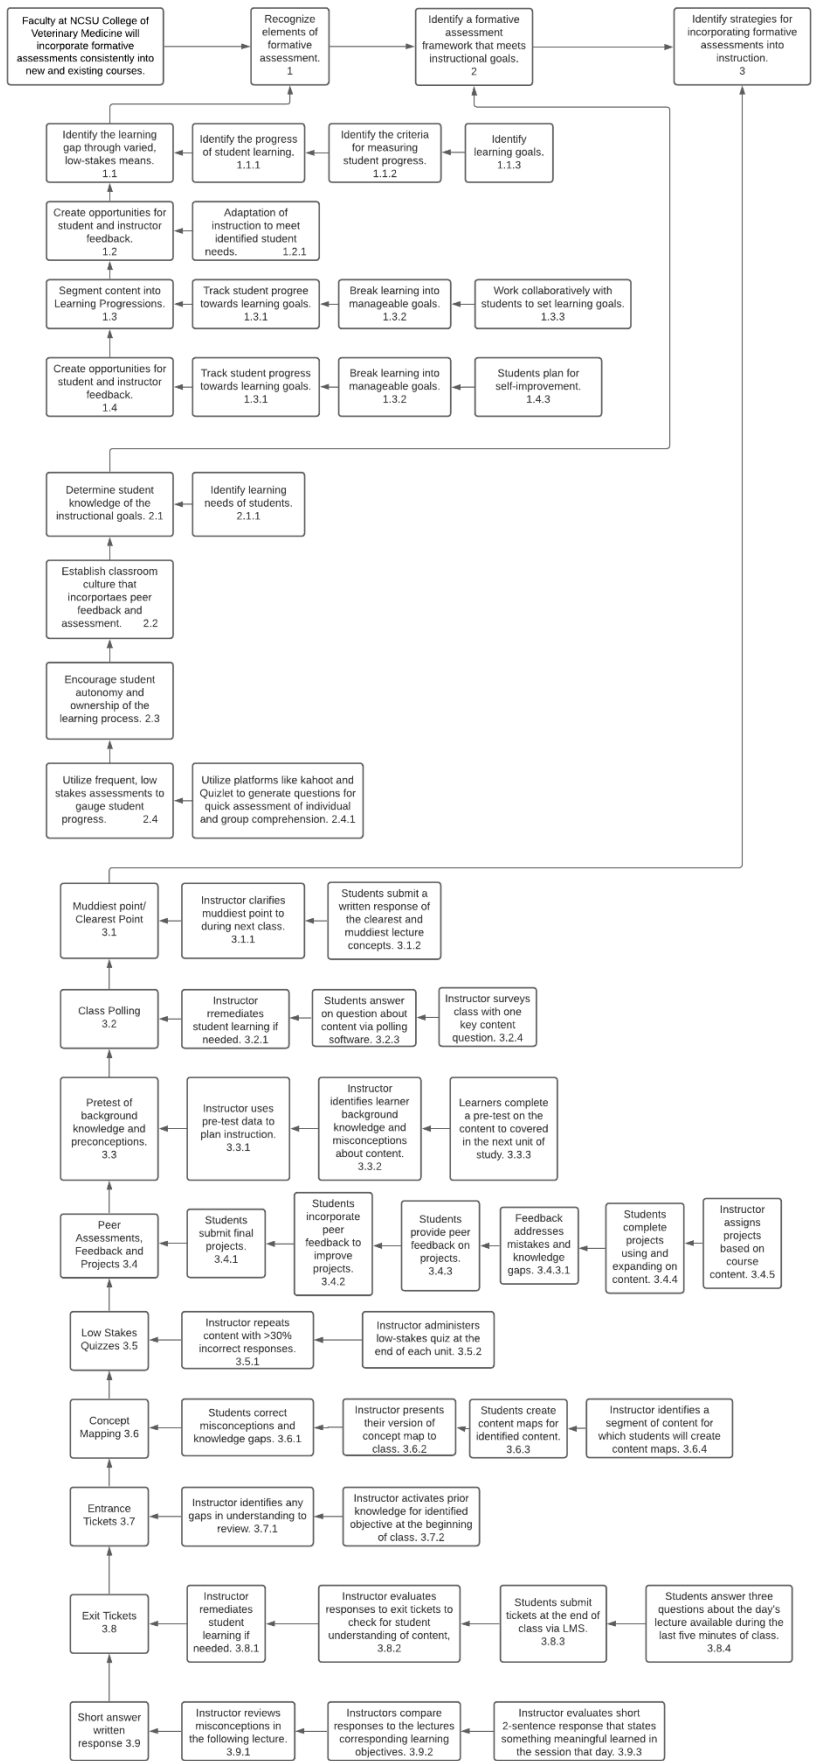 Faculty at NCSU College of
Veterinary Medicine will
incorporate formative
assessments consistently into
new and existing courses.
Recognize
elements of
formative
assessment.
1
Identify a formative
assessment
framework that meets
instructional goals.
2
Identify strategies for
incorporating formative
assessments into
instruction.
3
Identify the learning
gap through varied,
low-stakes means.
1.1
Identify the progress
of student learning.
1.1.1
Identify the criteria
for measuring
student progress.
1.1.2
Identify
learning goals.
1.1.3
Create opportunities for
student and instructor
feedback.
1.2
Adaptation of
instruction to meet
identified student
needs. 1.2.1
Segment content into
Learning Progressions.
1.3
Track student progree
towards learning goals.
1.3.1
Break learning into
manageable goals.
1.3.2
Work collaboratively with
students to set learning goals.
1.3.3
Create opportunities for
student and instructor
feedback.
1.4
Track student progress
towards learning goals.
1.3.1
Break learning into
manageable goals.
1.3.2
Students plan for
self-improvement.
1.4.3
Determine student
knowledge of the
instructional goals. 2.1
Identify learning
needs of students.
2.1.1
Establish classroom
culture that
incorportaes peer
feedback and
assessment. 2.2
Encourage student
autonomy and
ownership of the
learning process. 2.3
Utilize frequent, low
stakes assessments to
gauge student
progress. 2.4
Utilize platforms like kahoot and
Quizlet to generate questions for
quick assessment of individual
and group comprehension. 2.4.1
Muddiest point/
Clearest Point
3.1
Instructor clarifies
muddiest point to
during next class.
3.1.1
Students submit a
written response of
the clearest and
muddiest lecture
concepts. 3.1.2
Class Polling
3.2
Instructor
rremediates
student learning if
needed. 3.2.1
Students answer
on question about
content via polling
software. 3.2.3
Instructor surveys
class with one
key content
question. 3.2.4
Pretest of
background
knowledge and
preconceptions.
3.3
Instructor uses
pre-test data to
plan instruction.
3.3.1
Instructor
identifies learner
background
knowledge and
misconceptions
about content.
3.3.2
Learners complete
a pre-test on the
content to covered
in the next unit of
study. 3.3.3
Peer
Assessments,
Feedback and
Projects 3.4
Students
submit final
projects.
3.4.1
Students
incorporate
peer
feedback to
improve
projects.
3.4.2
Students
provide peer
feedback on
projects.
3.4.3
Feedback
addresses
mistakes and
knowledge
gaps. 3.4.3.1
Students
complete
projects
using and
expanding on
content. 3.4.4
Instructor
assigns
projects
based on
course
content. 3.4.5
Low Stakes
Quizzes 3.5
Instructor repeats
content with >30%
incorrect responses.
3.5.1
Instructor administers
low-stakes quiz at the
end of each unit. 3.5.2
Concept
Mapping 3.6
Students correct
misconceptions and
knowledge gaps. 3.6.1
Instructor presents
their version of
concept map to
class. 3.6.2
Students create
content maps for
identified content.
3.6.3
Instructor identifies a
segment of content for
which students will create
content maps. 3.6.4
Entrance
Tickets 3.7
Instructor identifies any
gaps in understanding to
review. 3.7.1
Instructor activates prior
knowledge for identified
objective at the beginning
of class. 3.7.2
Exit Tickets
3.8
Instructor
remediates
student
learning if
needed. 3.8.1
Instructor evaluates
responses to exit tickets to
check for student
understanding of content,
3.8.2
Students submit
tickets at the end of
class via LMS.
3.8.3
Students answer three
questions about the day's
lecture available during the
last five minutes of class.
3.8.4
Short answer
written
response 3.9
Instructor reviews
misconceptions in
the following lecture.
3.9.1
Instructors compare
responses to the lectures
corresponding learning
objectives. 3.9.2
Instructor evaluates short
2-sentence response that states
something meaningful learned in
the session that day. 3.9.3